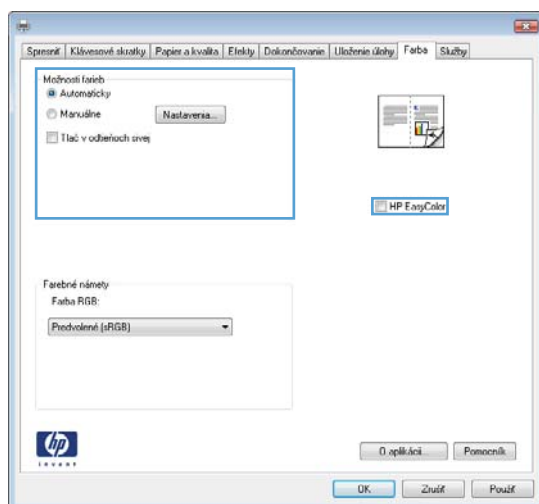 Spresniť Klávesové skratky Papier a kvalita Efekty Dokončovanie Uloženie úlohy Farba Služby
Možnosti farieb
Automaticky
Manuálne Nastavenia...
Tlač v odtieňoch sivej
HP EasyColor
Farebné námety
Farba RGB:
Predvolené (sRGB)
hp
invent
O aplikácii... Pomocník
OK Zrušiť Použiť